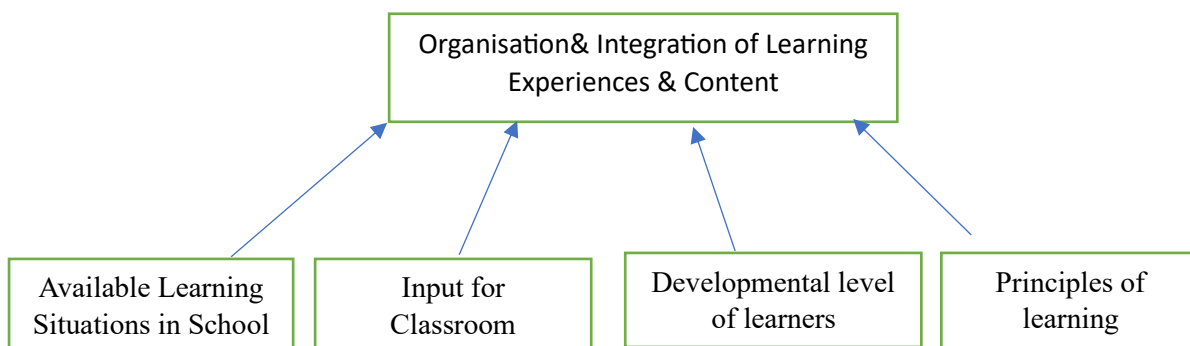 Organisation& Integration of Learning
Experiences & Content
Available Learning
Situations in School
Input for
Classroom
Developmental level
of learners
Principles of
learning